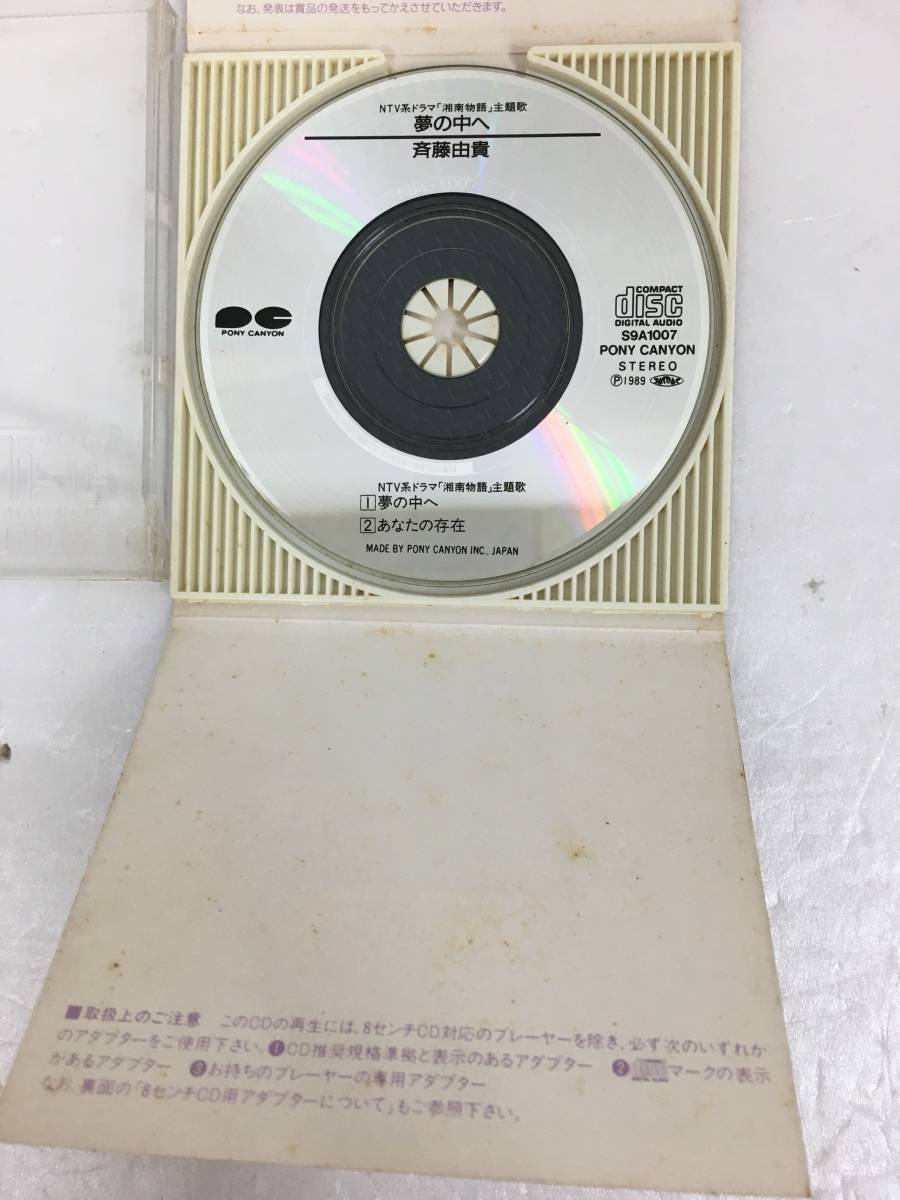 なお、発表は賞品の発送をもってかえさせていただきます。
NTV系ドラマ「湘南物語」主題歌
夢の中へ
斉藤由貴
PONY CANYON
COMPACT
disc
DIGITAL AUDIO
S9A1007
PONY CANYON
STEREO
Ⓟ1989
NTV系ドラマ「湘南物語」主題歌
1 夢の中へ
2 あなたの存在
MADE BY PONY CANYON INC., JAPAN
■取扱上のご注意 このCDの再生には、8センチCD対応のプレーヤーを除き、必ず次のいずれか
のアダプターをご使用下さい。❶CD推奨規格準拠と表示のあるアダプター ❷マークの表示
があるアダプター ❸お持ちのプレーヤーの専用アダプター
なお、裏面の「8センチCD用アダプターについて」もご参照下さい。